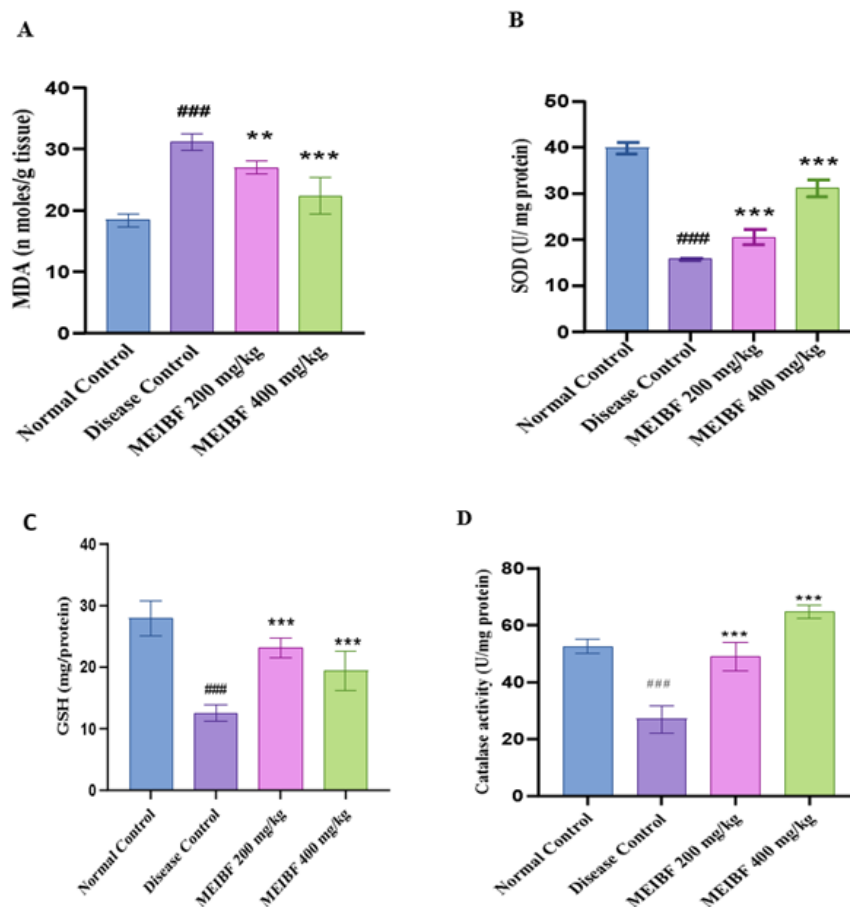 A
MDA (n moles/g tissue)
40
30
20
10
0
###
**
***
Normal Control
Disease Control
MEIBF 200 mg/kg
MEIBF 400 mg/kg
B
SOD (U/ mg protein)
50
40
30
20
10
0
###
***
***
Normal Control
Disease Control
MEIBF 200 mg/kg
MEIBF 400 mg/kg
C
GSH (mg/protein)
40
30
20
10
0
###
***
***
Normal Control
Disease Control
MEIBF 200 mg/kg
MEIBF 400 mg/kg
D
Catalase activity (U/mg protein)
80
60
40
20
0
###
***
***
Normal Control
Disease Control
MEIBF 200 mg/kg
MEIBF 400 mg/kg